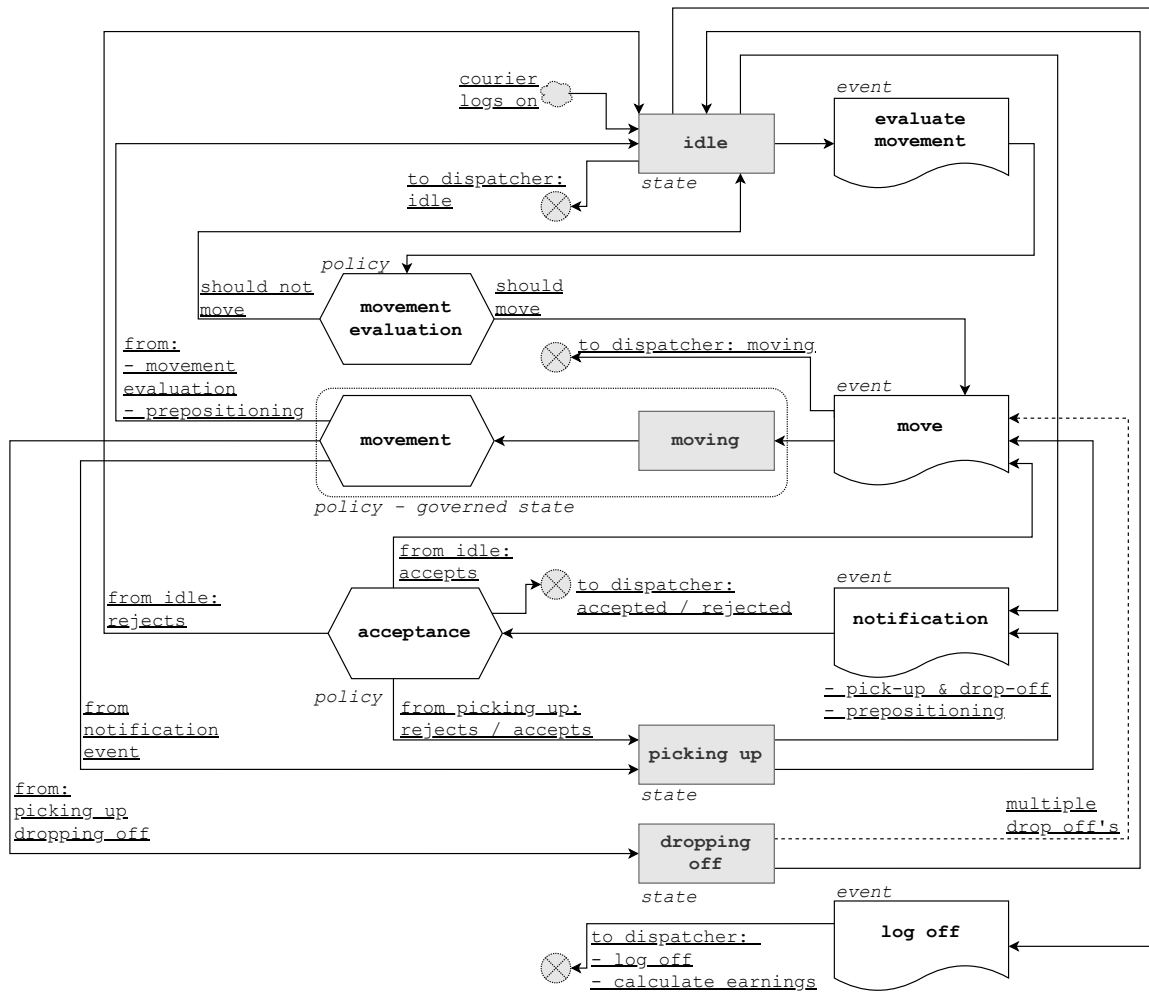 event
courier
logs on
evaluate
movement
idle
to dispatcher:
idle
state
policy
should not
move
should
move
movement
evaluation
from:
- movement
evaluation
- prepositioning
to dispatcher: moving
event
movement
moving
move
policy - governed state
from idle:
accepts
event
to dispatcher:
accepted / rejected
from idle:
rejects
acceptance
notification
policy
- pick-up & drop-off
- prepositioning
from picking up:
rejects / accepts
from
notification
event
picking up
state
from:
picking up
dropping off
multiple
drop off's
dropping
off
state
event
log off
to dispatcher:
- log off
- calculate earnings